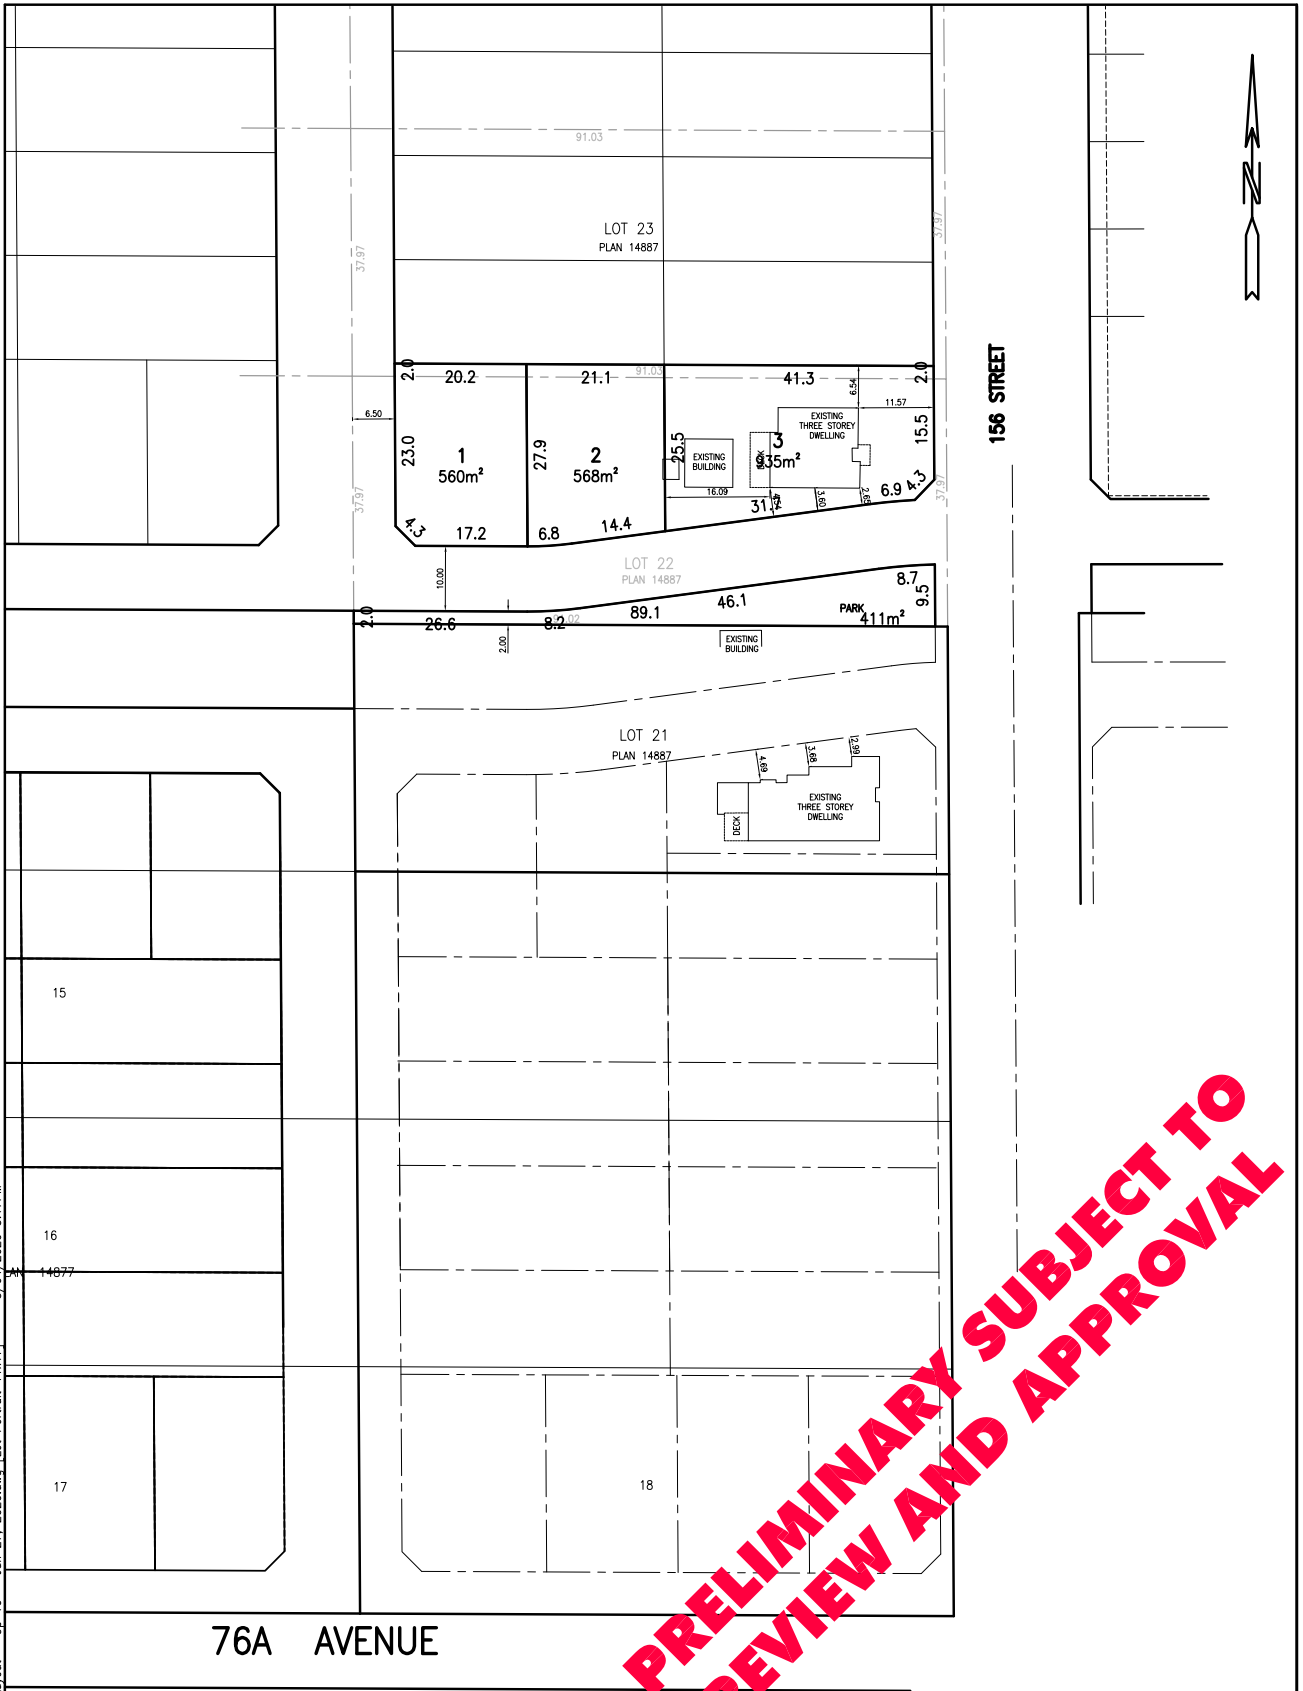 91.03
LOT 23
PLAN 14887
37.97
37.97
N
156 STREET
2.0
20.2
21.1
91.03
41.3
2.0
6.54
11.57
6.50
EXISTING
THREE STOREY
DWELLING
15.5
23.0
1
560m²
27.9
2
568m²
25.5
EXISTING
BUILDING
3
935m²
16.09
37.97
37.97
4.3
17.2
6.8
14.4
4.54
3.60
2.65
6.9
4.3
LOT 22
PLAN 14887
10.00
2.0
26.6
8.2
89.1
46.1
8.7
9.5
PARK
411m²
2.00
EXISTING
BUILDING
LOT 21
PLAN 14887
4.69
3.68
2.99
EXISTING
THREE STOREY
DWELLING
DECK
15
16
14877
17
18
76A AVENUE
PRELIMINARY SUBJECT TO
REVIEW AND APPROVAL